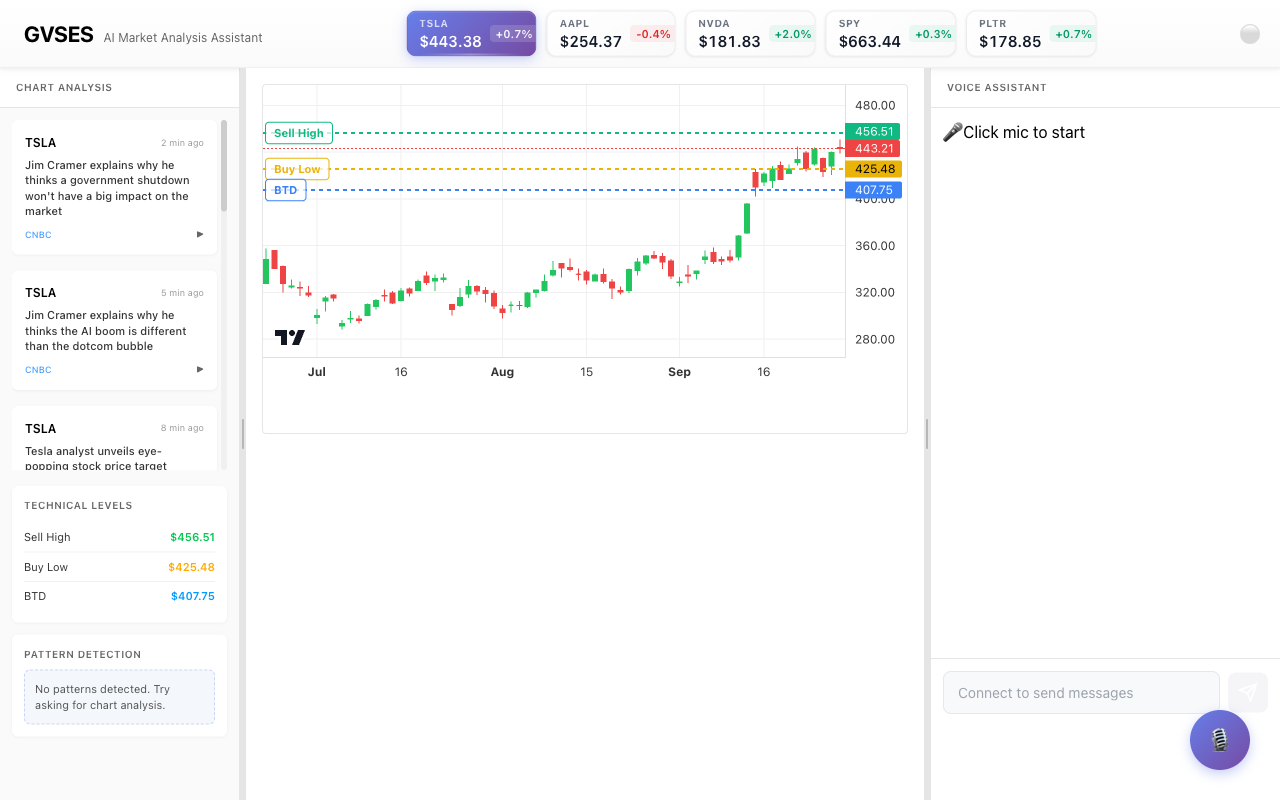 GVSES AI Market Analysis Assistant
TSLA
$443.38 +0.7%
AAPL
$254.37 -0.4%
NVDA
$181.83 +2.0%
SPY
$663.44 +0.3%
PLTR
$178.85 +0.7%
CHART ANALYSIS
TSLA 2 min ago
Jim Cramer explains why he
thinks a government shutdown
won't have a big impact on the
market
CNBC
TSLA 5 min ago
Jim Cramer explains why he
thinks the AI boom is different
than the dotcom bubble
CNBC
TSLA 8 min ago
Tesla analyst unveils eye-
popping stock price target
TECHNICAL LEVELS
Sell High $456.51
Buy Low $425.48
BTD $407.75
PATTERN DETECTION
No patterns detected. Try
asking for chart analysis.
480.00
Sell High 456.51
443.21
Buy Low 425.48
BTD 407.75
400.00
360.00
320.00
280.00
Jul 16 Aug 15 Sep 16
VOICE ASSISTANT
Click mic to start
Connect to send messages